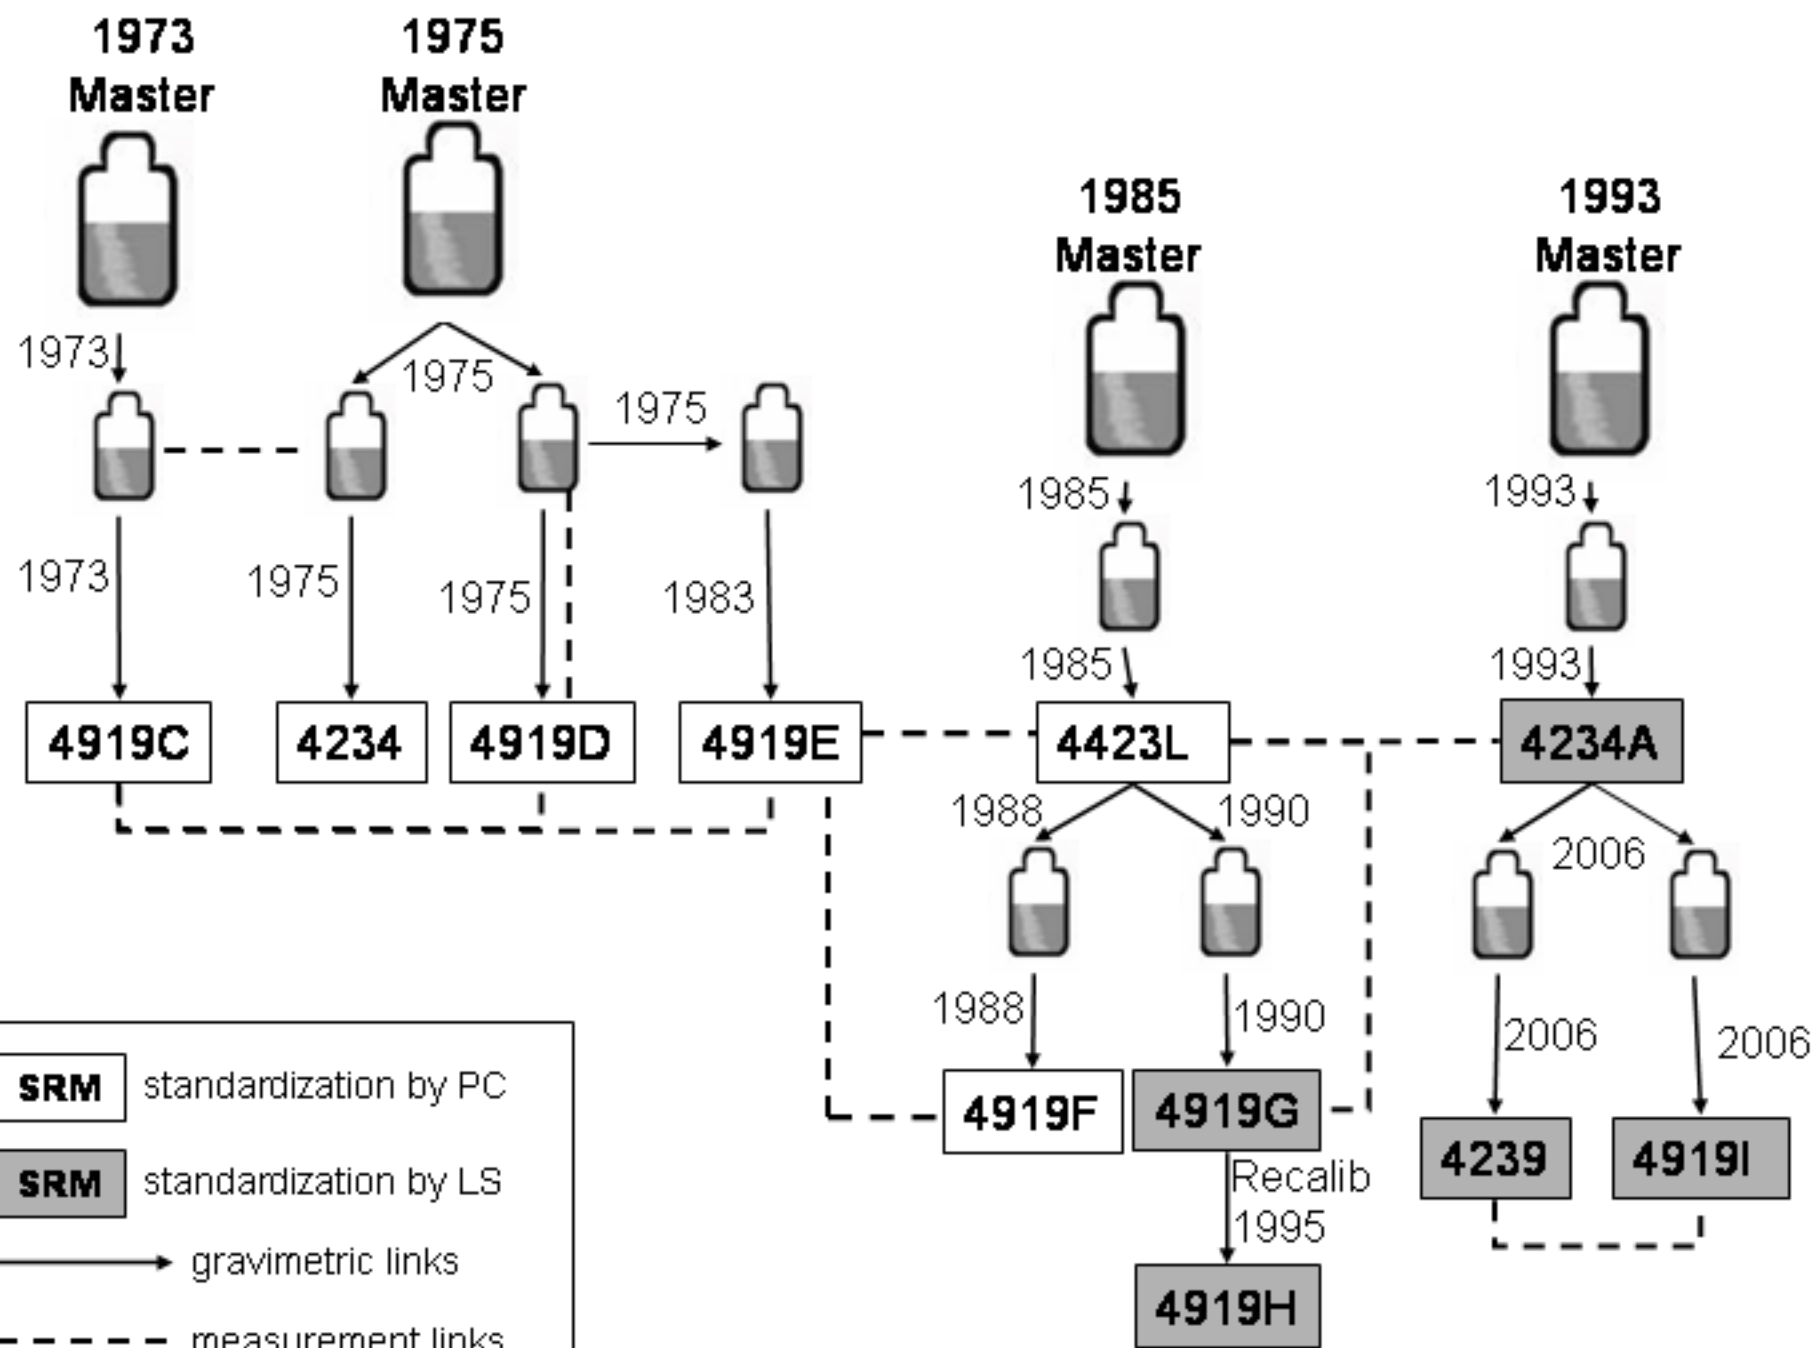 1973
Master
1975
Master
1985
Master
1993
Master
1973
1975
1975
1985
1993
1973
1975
1975
1983
1985
1993
4919C
4234
4919D
4919E
4423L
4234A
1988
1990
2006
1988
1990
2006
2006
4919F
4919G
4239
4919I
Recalib
1995
4919H
SRM standardization by PC
SRM standardization by LS
gravimetric links
measurement links